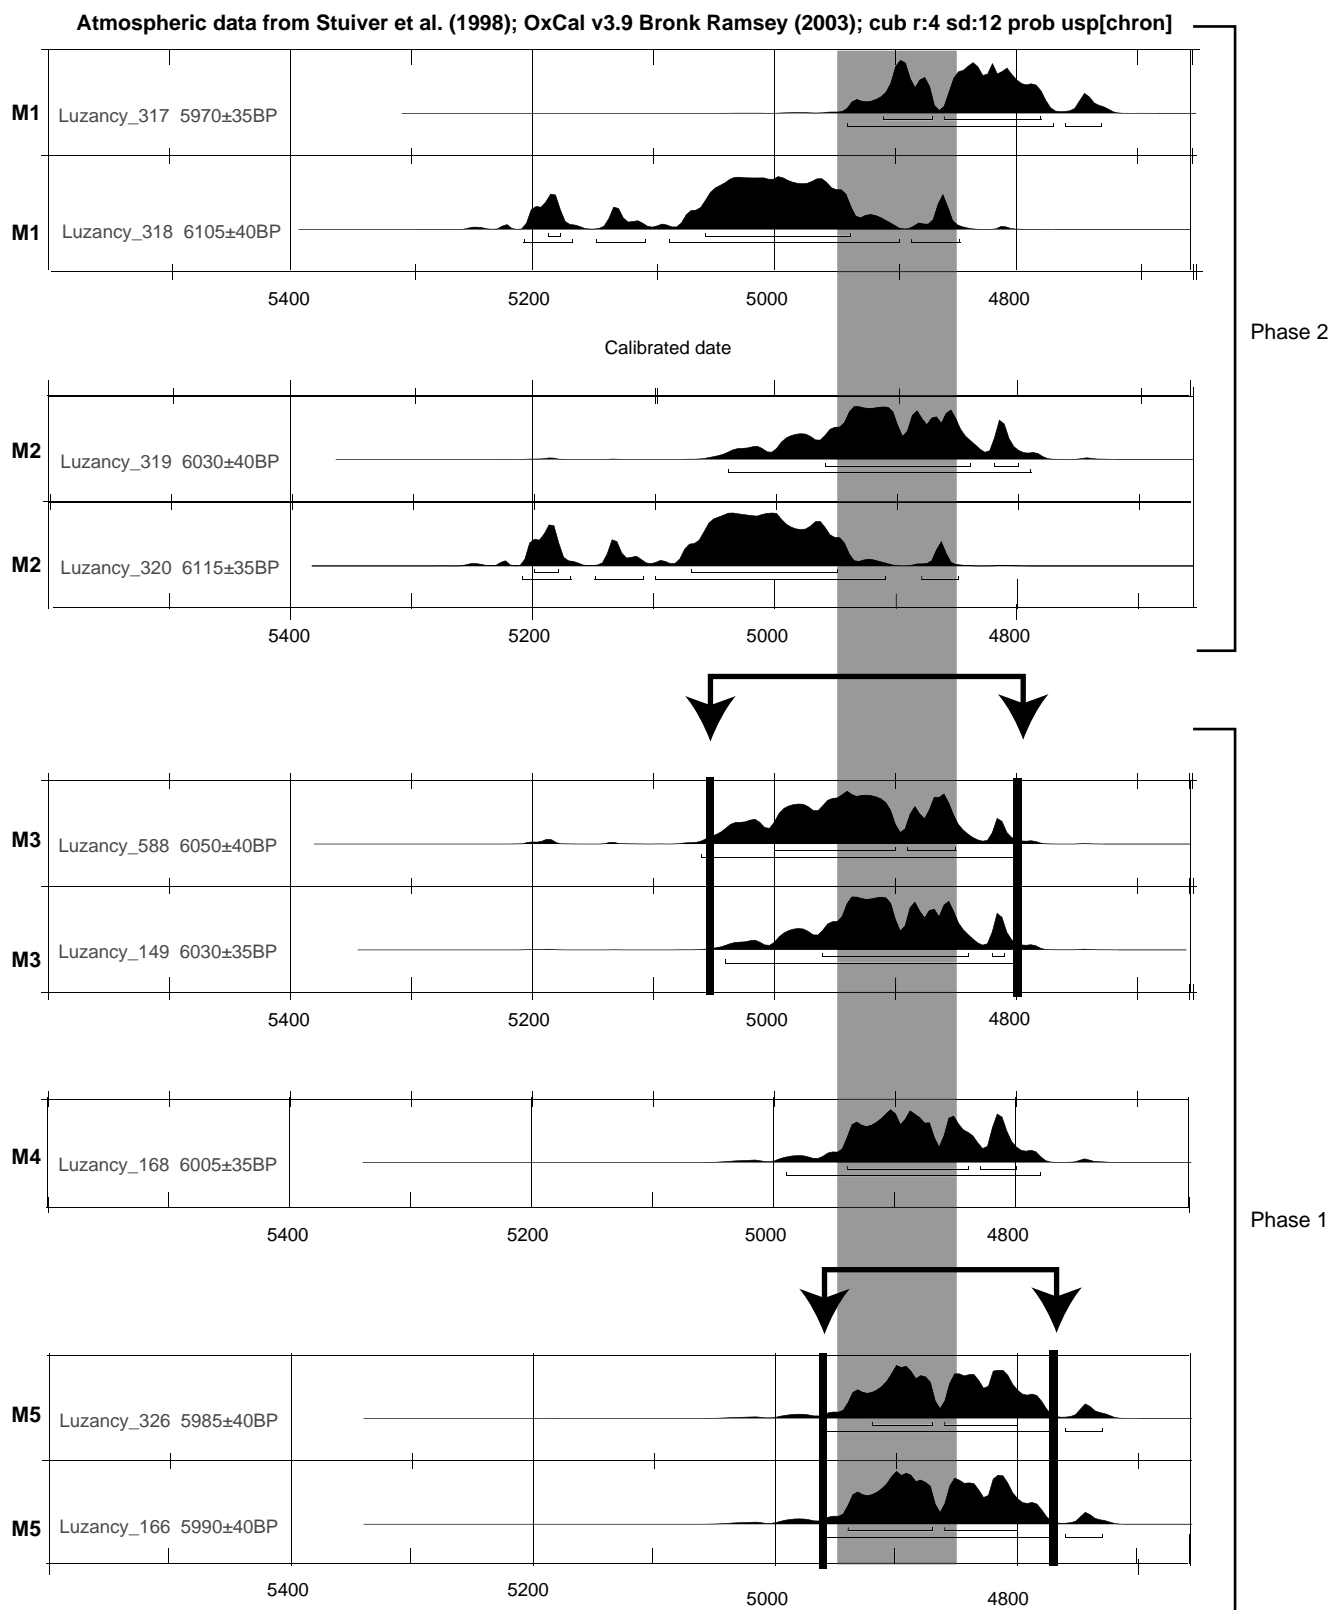 Atmospheric data from Stuiver et al. (1998); OxCal v3.9 Bronk Ramsey (2003); cub r:4 sd:12 prob usp[chron]
M1 Luzancy_317 5970±35BP
M1 Luzancy_318 6105±40BP
5400 5200 5000 4800
Calibrated date
Phase 2
M2 Luzancy_319 6030±40BP
M2 Luzancy_320 6115±35BP
5400 5200 5000 4800
M3 Luzancy_588 6050±40BP
M3 Luzancy_149 6030±35BP
5400 5200 5000 4800
M4 Luzancy_168 6005±35BP
Phase 1
5400 5200 5000 4800
M5 Luzancy_326 5985±40BP
M5 Luzancy_166 5990±40BP
5400 5200 5000 4800